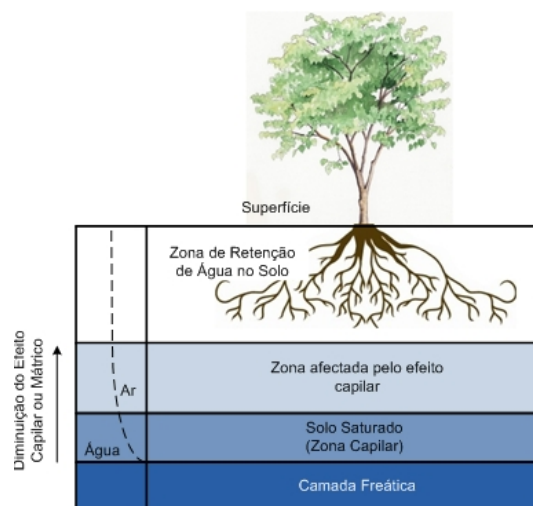 Superfície
Zona de Retenção
de Água no Solo
Diminuição do Efeito
Capilar ou Mátrico
Ar
Zona afectada pelo efeito
capilar
Água
Solo Saturado
(Zona Capilar)
Camada Freática